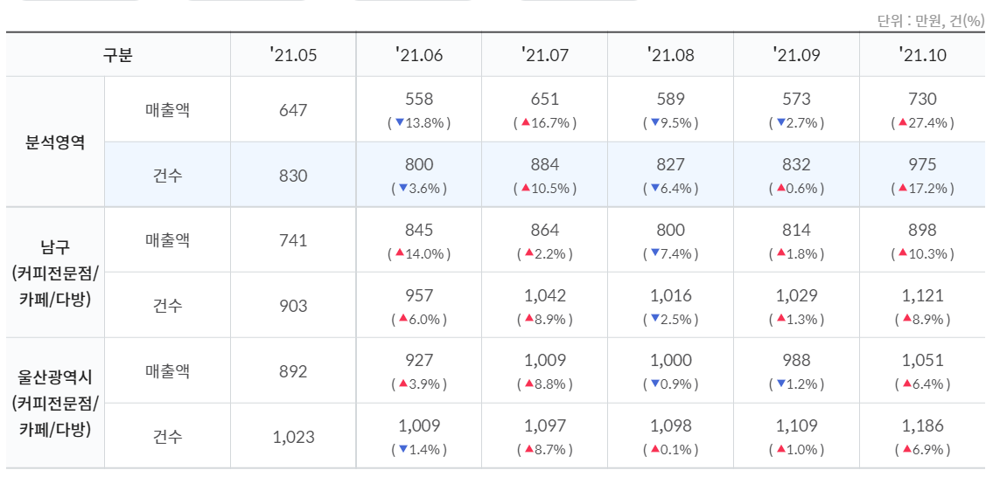 단위 : 만원, 건(%)
구분 '21.05 '21.06 '21.07 '21.08 '21.09 '21.10
분석영역
매출액 647 558 651 589 573 730
( ▼13.8% ) ( ▲16.7% ) ( ▼9.5% ) ( ▼2.7% ) ( ▲27.4% )
건수 830 800 884 827 832 975
( ▼3.6% ) ( ▲10.5% ) ( ▼6.4% ) ( ▲0.6% ) ( ▲17.2% )
남구
(커피전문점/
카페/다방)
매출액 741 845 864 800 814 898
( ▲14.0% ) ( ▲2.2% ) ( ▼7.4% ) ( ▲1.8% ) ( ▲10.3% )
건수 903 957 1,042 1,016 1,029 1,121
( ▲6.0% ) ( ▲8.9% ) ( ▼2.5% ) ( ▲1.3% ) ( ▲8.9% )
울산광역시
(커피전문점/
카페/다방)
매출액 892 927 1,009 1,000 988 1,051
( ▲3.9% ) ( ▲8.8% ) ( ▼0.9% ) ( ▼1.2% ) ( ▲6.4% )
건수 1,023 1,009 1,097 1,098 1,109 1,186
( ▼1.4% ) ( ▲8.7% ) ( ▲0.1% ) ( ▲1.0% ) ( ▲6.9% )